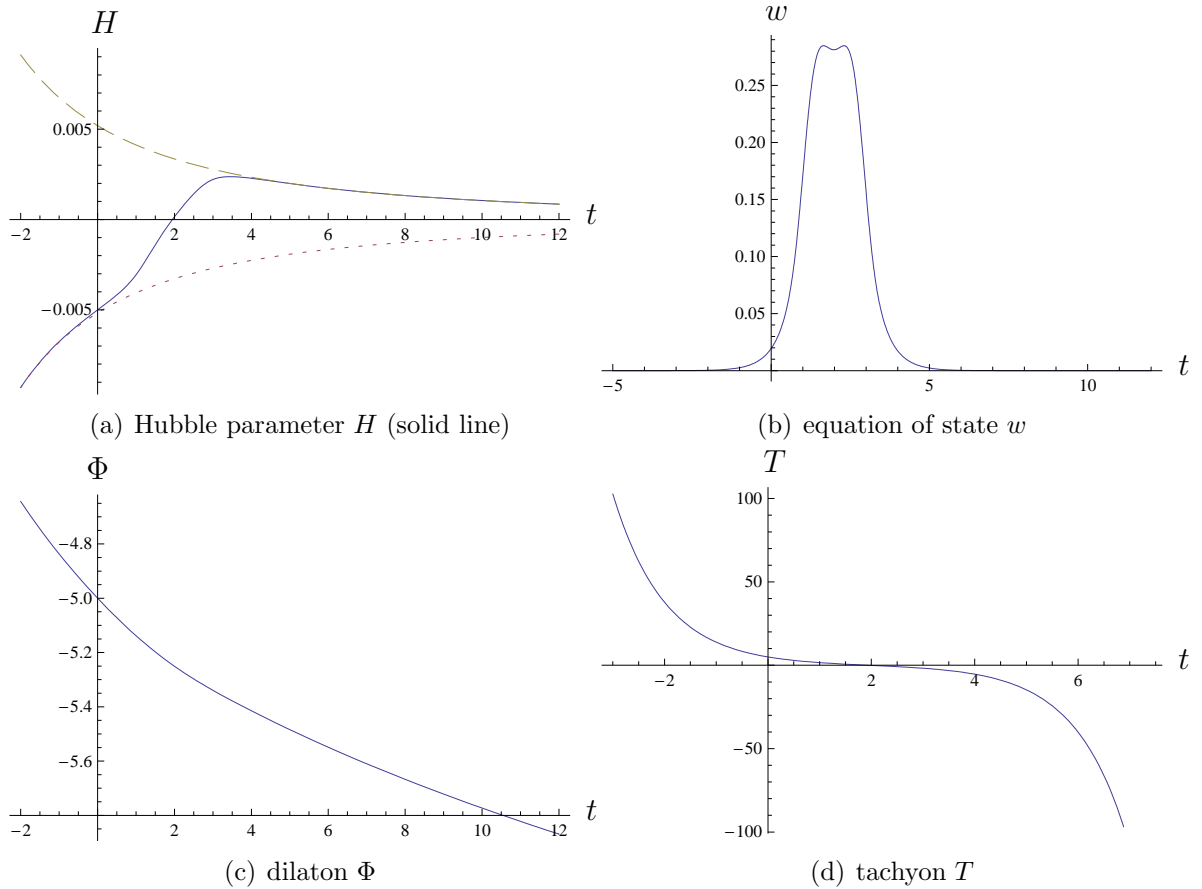 H
0.005
−0.005
−2 2 4 6 8 10 12 t
(a) Hubble parameter H (solid line)
w
0.25
0.20
0.15
0.10
0.05
−5 5 10 t
(b) equation of state w
Φ
−4.8
−5.0
−5.2
−5.4
−5.6
−2 2 4 6 8 10 12 t
(c) dilaton Φ
T
100
50
−2 2 4 6 t
−50
−100
(d) tachyon T